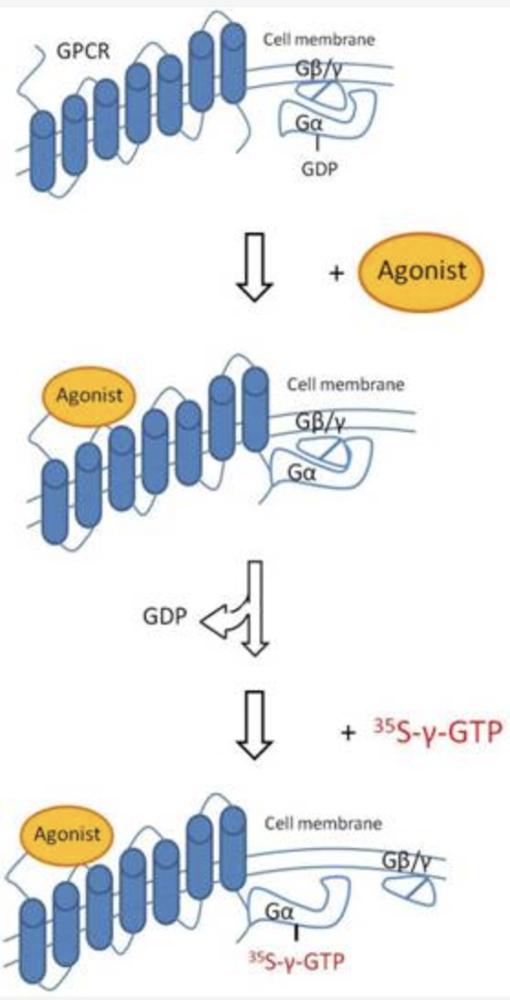 GPCR
Cell membrane
Gβ/γ
Gα
GDP
+ Agonist
Agonist
Cell membrane
Gβ/γ
Gα
GDP
+ ³⁵S-γ-GTP
Agonist
Cell membrane
Gβ/γ
Gα
³⁵S-γ-GTP